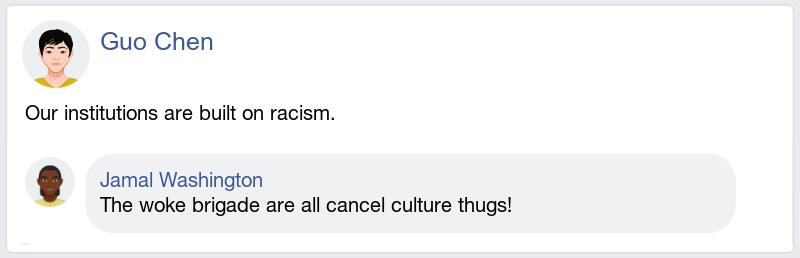 Guo Chen
Our institutions are built on racism.
Jamal Washington
The woke brigade are all cancel culture thugs!